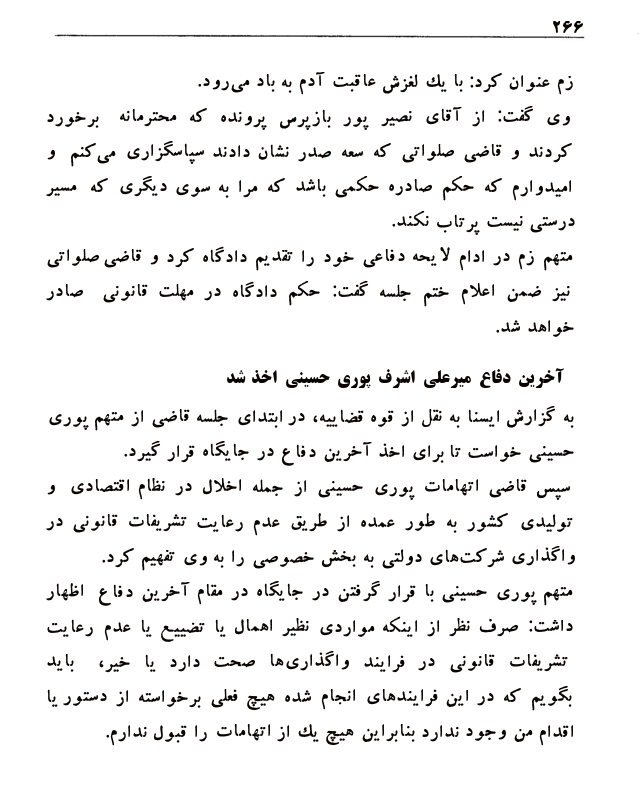 ۲۶۶
زم عنوان کرد: با یك لغزش عاقبت آدم به باد می‌رود.
وی گفت: از آقای نصیر پور بازپرس پرونده که محترمانه برخورد
کردند و قاضی صلواتی که سعه صدر نشان دادند سپاسگزاری می‌کنم و
امیدوارم که حکم صادره حکمی باشد که مرا به سوی دیگری که مسیر
درستی نیست پرتاب نکند.
متهم زم در ادام لایحه دفاعی خود را تقدیم دادگاه کرد و قاضی صلواتی
نیز ضمن اعلام ختم جلسه گفت: حکم دادگاه در مهلت قانونی صادر
خواهد شد.
آخرین دفاع میرعلی اشرف پوری حسینی اخذ شد
به گزارش ایسنا به نقل از قوه قضاییه، در ابتدای جلسه قاضی از متهم پوری
حسینی خواست تا برای اخذ آخرین دفاع در جایگاه قرار گیرد.
سپس قاضی اتهامات پوری حسینی از جمله اخلال در نظام اقتصادی و
تولیدی کشور به طور عمده از طریق عدم رعایت تشریفات قانونی در
واگذاری شرکت‌های دولتی به بخش خصوصی را به وی تفهیم کرد.
متهم پوری حسینی با قرار گرفتن در جایگاه در مقام آخرین دفاع اظهار
داشت: صرف نظر از اینکه مواردی نظیر اهمال یا تضییع یا عدم رعایت
تشریفات قانونی در فرایند واگذاری‌ها صحت دارد یا خیر، باید
بگویم که در این فرایندهای انجام شده هیچ فعلی برخواسته از دستور یا
اقدام من وجود ندارد بنابراین هیچ یك از اتهامات را قبول ندارم.